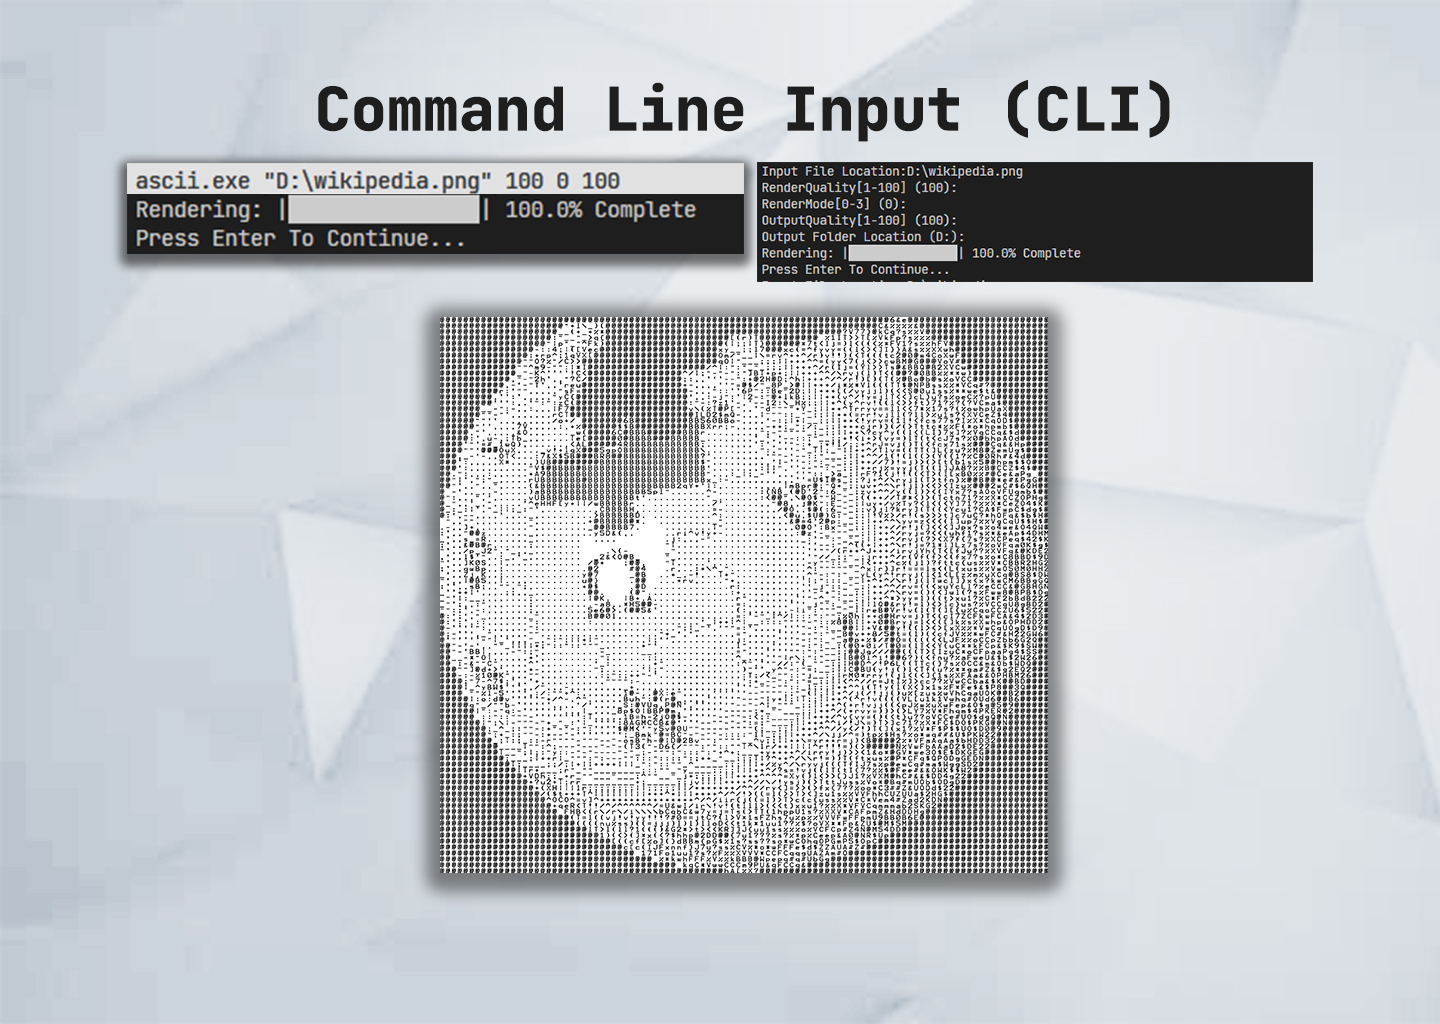 Command Line Input (CLI)
ascii.exe "D:\wikipedia.png" 100 0 100
Rendering: | | 100.0% Complete
Press Enter To Continue...
Input File Location:D:\wikipedia.png
RenderQuality[1-100] (100):
RenderMode[0-3] (0):
OutputQuality[1-100] (100):
Output Folder Location (D:):
Rendering: | | 100.0% Complete
Press Enter To Continue...